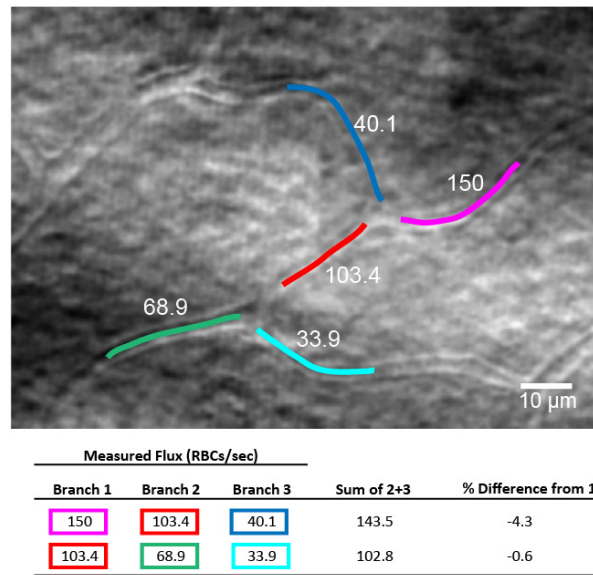 40.1
150
103.4
68.9
33.9
10 µm
Measured Flux (RBCs/sec)
Branch 1 Branch 2 Branch 3 Sum of 2+3 % Difference from 1
150 103.4 40.1 143.5 -4.3
103.4 68.9 33.9 102.8 -0.6